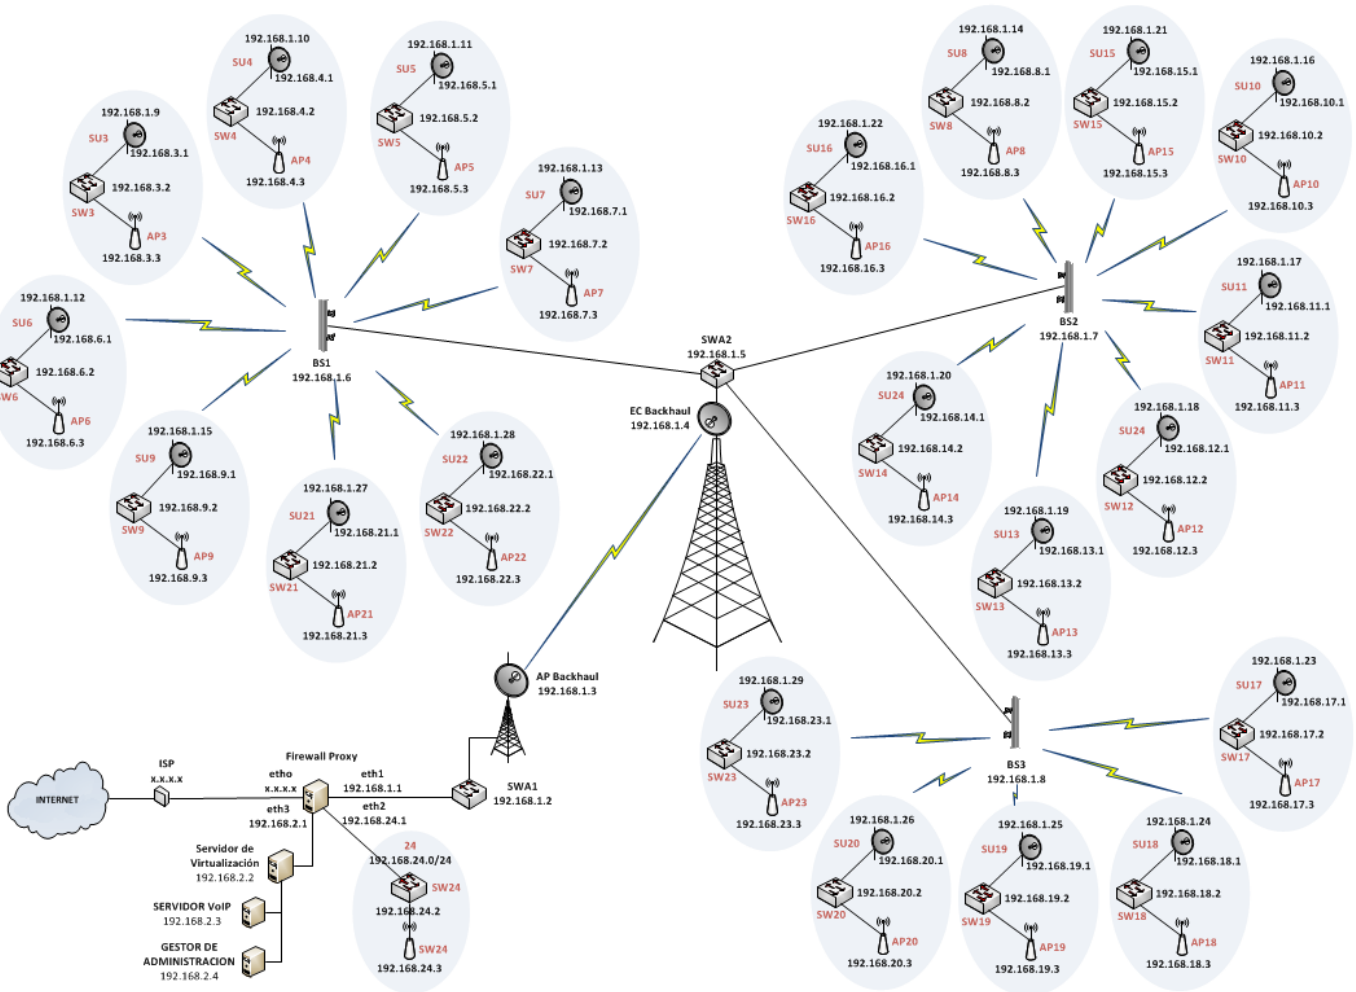 192.168.1.10
SU4
192.168.4.1
192.168.4.2
SW4
AP4
192.168.4.3
192.168.1.11
SU5
192.168.5.1
192.168.5.2
SW5
AP5
192.168.5.3
192.168.1.9
SU3
192.168.3.1
192.168.3.2
SW3
AP3
192.168.3.3
192.168.1.13
SU7
192.168.7.1
192.168.7.2
SW7
AP7
192.168.7.3
192.168.1.12
SU6
192.168.6.1
192.168.6.2
SW6
AP6
192.168.6.3
BS1
192.168.1.6
192.168.1.15
SU9
192.168.9.1
192.168.9.2
SW9
AP9
192.168.9.3
192.168.1.27
SU21
192.168.21.1
192.168.21.2
SW21
AP21
192.168.21.3
192.168.1.28
SU22
192.168.22.1
192.168.22.2
SW22
AP22
192.168.22.3
192.168.1.14
SU8
192.168.8.1
192.168.8.2
SW8
AP8
192.168.8.3
192.168.1.21
SU15
192.168.15.1
192.168.15.2
SW15
AP15
192.168.15.3
192.168.1.16
SU10
192.168.10.1
192.168.10.2
SW10
AP10
192.168.10.3
192.168.1.22
SU16
192.168.16.1
192.168.16.2
SW16
AP16
192.168.16.3
192.168.1.17
SU11
192.168.11.1
192.168.11.2
SW11
AP11
192.168.11.3
BS2
192.168.1.7
SWA2
192.168.1.5
EC Backhaul
192.168.1.4
192.168.1.20
SU24
192.168.14.1
192.168.14.2
SW14
AP14
192.168.14.3
192.168.1.18
SU24
192.168.12.1
192.168.12.2
SW12
AP12
192.168.12.3
192.168.1.19
SU13
192.168.13.1
192.168.13.2
SW13
AP13
192.168.13.3
AP Backhaul
192.168.1.3
192.168.1.29
SU23
192.168.23.1
192.168.23.2
SW23
AP23
192.168.23.3
192.168.1.23
SU17
192.168.17.1
192.168.17.2
SW17
AP17
192.168.17.3
BS3
192.168.1.8
192.168.1.26
SU20
192.168.20.1
192.168.20.2
SW20
AP20
192.168.20.3
192.168.1.25
SU19
192.168.19.1
192.168.19.2
SW19
AP19
192.168.19.3
192.168.1.24
SU18
192.168.18.1
192.168.18.2
SW18
AP18
192.168.18.3
INTERNET
ISP
x.x.x.x
Firewall Proxy
etho
x.x.x.x
eth1
192.168.1.1
SWA1
192.168.1.2
eth3
192.168.2.1
eth2
192.168.24.1
Servidor de
Virtualización
192.168.2.2
SERVIDOR VoIP
192.168.2.3
GESTOR DE
ADMINISTRACION
192.168.2.4
24
192.168.24.0/24
SW24
192.168.24.2
SW24
192.168.24.3